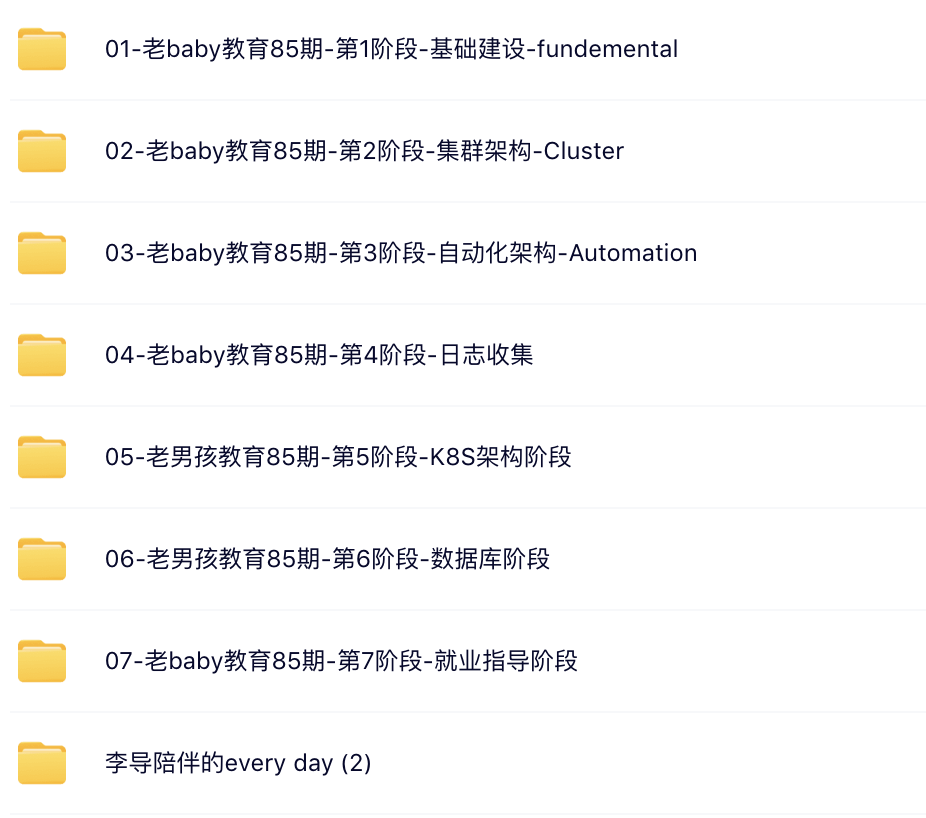 01-老baby教育85期-第1阶段-基础建设-fundemental
02-老baby教育85期-第2阶段-集群架构-Cluster
03-老baby教育85期-第3阶段-自动化架构-Automation
04-老baby教育85期-第4阶段-日志收集
05-老男孩教育85期-第5阶段-K8S架构阶段
06-老男孩教育85期-第6阶段-数据库阶段
07-老baby教育85期-第7阶段-就业指导阶段
李导陪伴的every day (2)